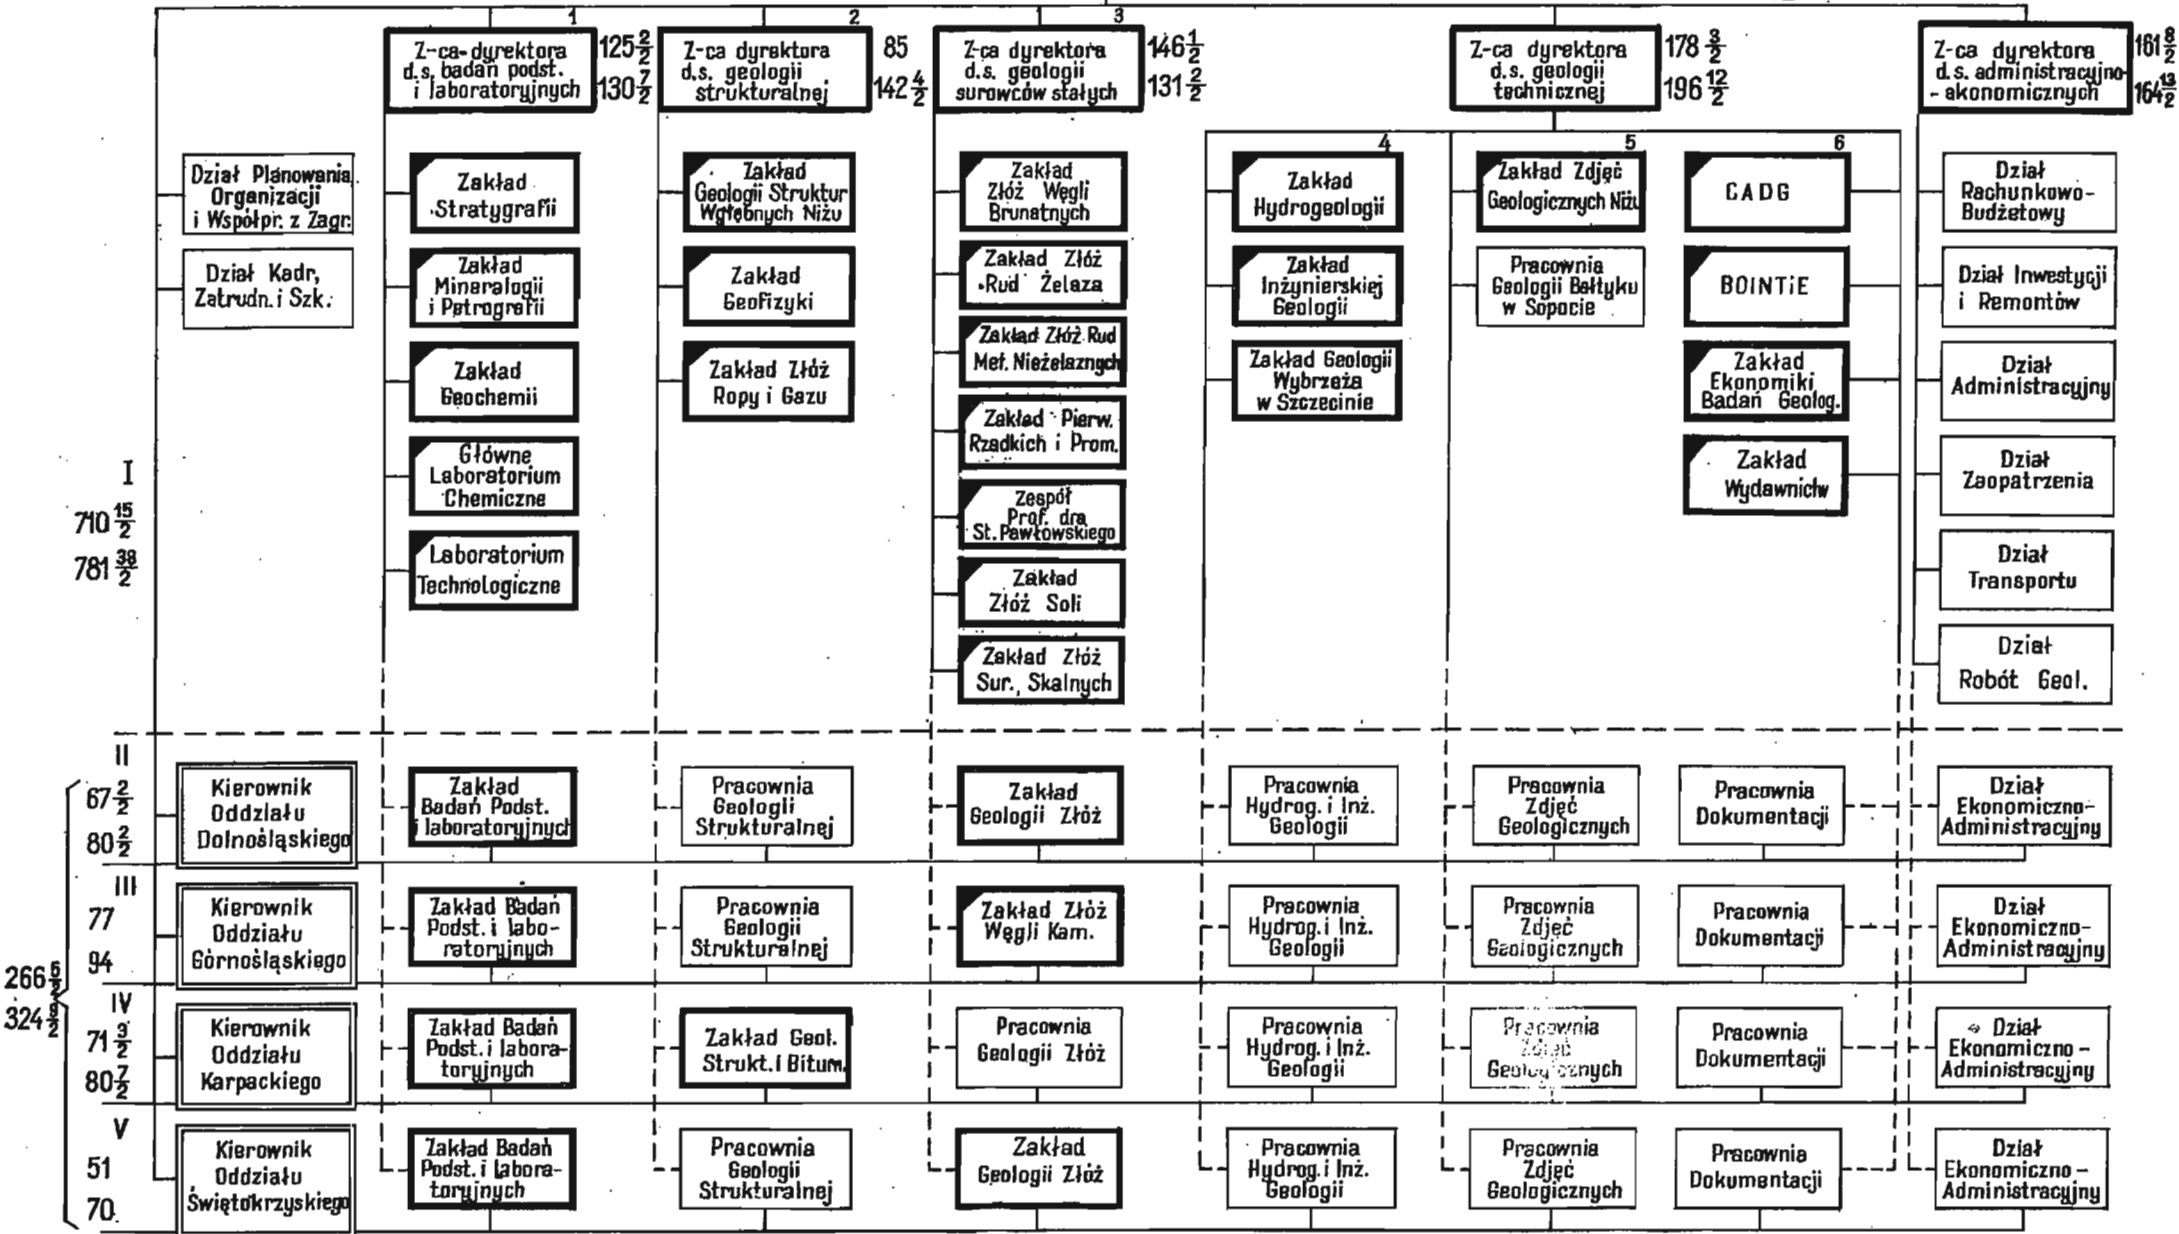 1
2
3
Z-ca dyrektora
d.s. badań podst.
i laboratoryjnych
125 2/2
130 7/2
Z-ca dyrektora
d.s. geologii
strukturalnej
85
142 4/2
Z-ca dyrektora
d.s. geologii
surowców stałych
146 1/2
131 2/2
Z-ca dyrektora
d.s. geologii
technicznej
178 3/2
196 12/2
Z-ca dyrektora
d.s. administracyjno-
- ekonomicznych
161 8/2
164 13/2
4
5
6
Dział Planowania
Organizacji
i Współpr. z Zagr.
Dział Kadr,
Zatrudn. i Szk.
Zakład
Stratygrafii
Zakład
Mineralogii
i Petrografii
Zakład
Geochemii
Główne
Laboratorium
Chemiczne
Laboratorium
Technologiczne
Zakład
Geologii Struktur
Wgłębnych Niżu
Zakład
Geofizyki
Zakład Złóż
Ropy i Gazu
Zakład
Złóż Węgli
Brunatnych
Zakład Złóż
Rud Żelaza
Zakład Złóż Rud
Met. Nieżelaznych
Zakład Pierw.
Rzadkich i Prom.
Zespół
Prof. dra
St. Pawłowskiego
Zakład
Złóż Soli
Zakład Złóż
Sur. Skalnych
Zakład
Hydrogeologii
Zakład
Inżynierskiej
Geologii
Zakład Geologii
Wybrzeża
w Szczecinie
Zakład Zdjęć
Geologicznych Niżu
Pracownia
Geologii Bałtyku
w Sopocie
CADG
BOINTiE
Zakład
Ekonomiki
Badań Geolog.
Zakład
Wydawnictw
Dział
Rachunkowo-
Budżetowy
Dział Inwestycji
i Remontów
Dział
Administracyjny
Dział
Zaopatrzenia
Dział
Transportu
Dział
Robót Geol.
I
710 15/2
781 38/2
II
67 2/2
80 2/2
Kierownik
Oddziału
Dolnośląskiego
Zakład
Badań Podst.
i laboratoryjnych
Pracownia
Geologii
Strukturalnej
Zakład
Geologii Złóż
Pracownia
Hydrog. i Inż.
Geologii
Pracownia
Zdjęć
Geologicznych
Pracownia
Dokumentacji
Dział
Ekonomiczno-
Administracyjny
III
77
94
Kierownik
Oddziału
Górnośląskiego
Zakład Badań
Podst. i labo-
ratoryjnych
Pracownia
Geologii
Strukturalnej
Zakład Złóż
Węgli Kam.
Pracownia
Hydrog. i Inż.
Geologii
Pracownia
Zdjęć
Geologicznych
Pracownia
Dokumentacji
Dział
Ekonomiczno-
Administracyjny
266
324
IV
71 3/2
80 7/2
Kierownik
Oddziału
Karpackiego
Zakład Badań
Podst. i labora-
toryjnych
Zakład Geol.
Strukt. i Bitum.
Pracownia
Geologii Złóż
Pracownia
Hydrog. i Inż.
Geologii
Pracownia
Zdjęć
Geologicznych
Pracownia
Dokumentacji
Dział
Ekonomiczno -
Administracyjny
V
51
70
Kierownik
Oddziału
Świętokrzyskiego
Zakład Badań
Podst. i Labora-
toryjnych
Pracownia
Geologii
Strukturalnej
Zakład
Geologii Złóż
Pracownia
Hydrog. i Inż.
Geologii
Pracownia
Zdjęć
Geologicznych
Pracownia
Dokumentacji
Dział
Ekonomiczno -
Administracyjny